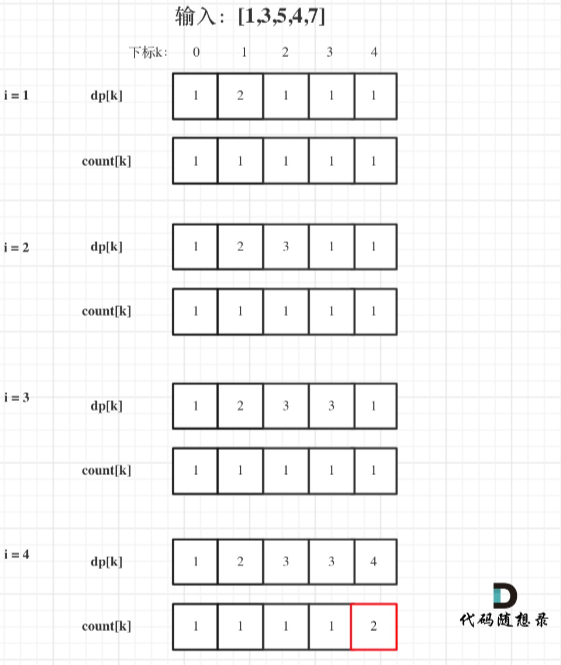 输入：[1,3,5,4,7]
下标k: 0 1 2 3 4
i = 1 dp[k] 1 2 1 1 1
count[k] 1 1 1 1 1
i = 2 dp[k] 1 2 3 1 1
count[k] 1 1 1 1 1
i = 3 dp[k] 1 2 3 3 1
count[k] 1 1 1 1 1
i = 4 dp[k] 1 2 3 3 4
count[k] 1 1 1 1 2
代码随想录